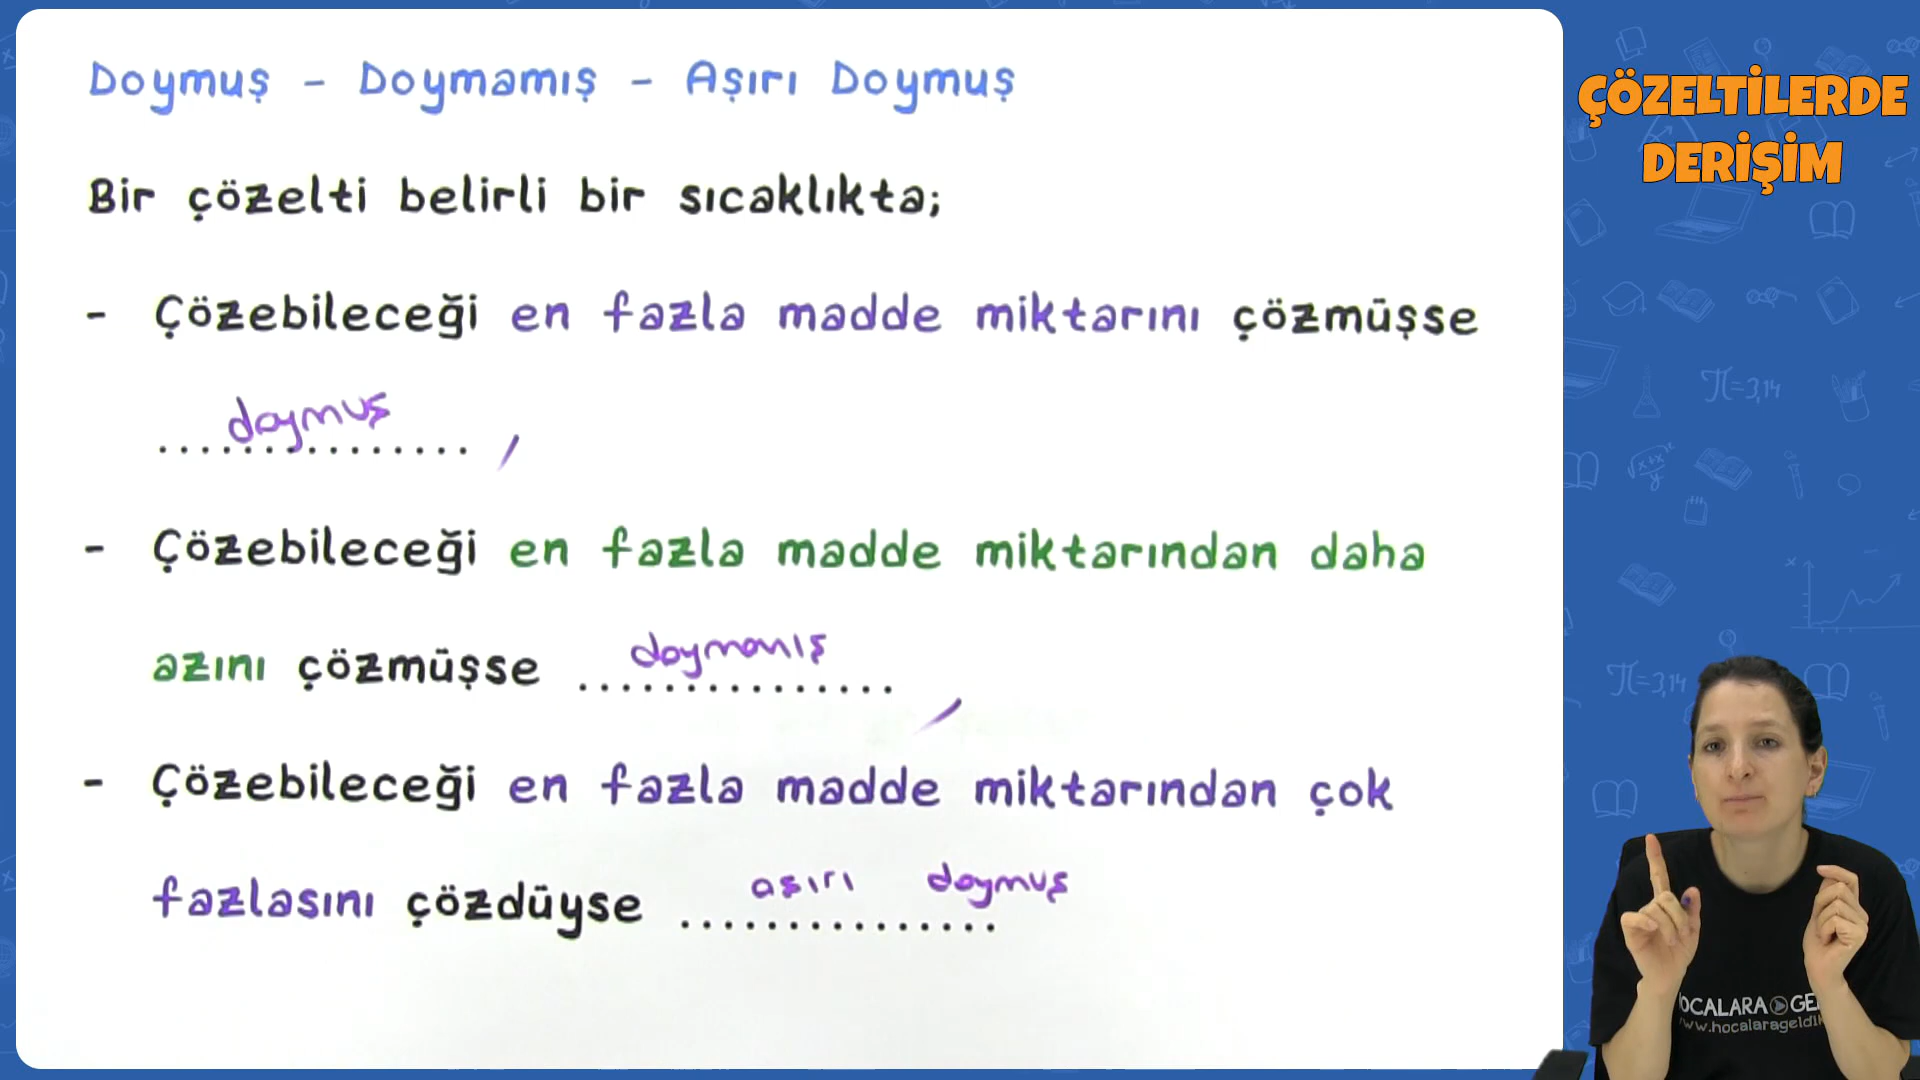 Doymuş - Doymamış - Aşırı Doymuş
Bir çözelti belirli bir sıcaklıkta;
- Çözebileceği en fazla madde miktarını çözmüşse
doymuş
...............
- Çözebileceği en fazla madde miktarından daha
azını çözmüşse doymamış ...............
- Çözebileceği en fazla madde miktarından çok
fazlasını çözdüyse aşırı doymuş ...............
ÇÖZELTİLERDE
DERİŞİM
π=3,14
π=3,14
OCALARA GE
www.hocalarageldik